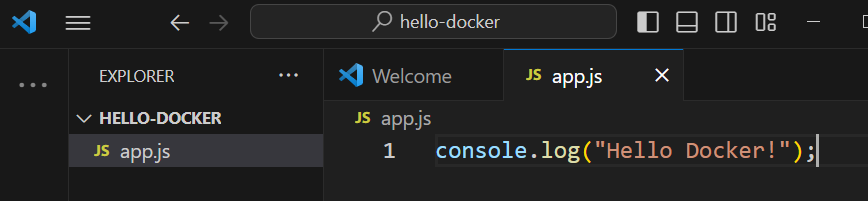 hello-docker
EXPLORER
Welcome
JS app.js
HELLO-DOCKER
JS app.js
JS app.js
1 console.log("Hello Docker!");